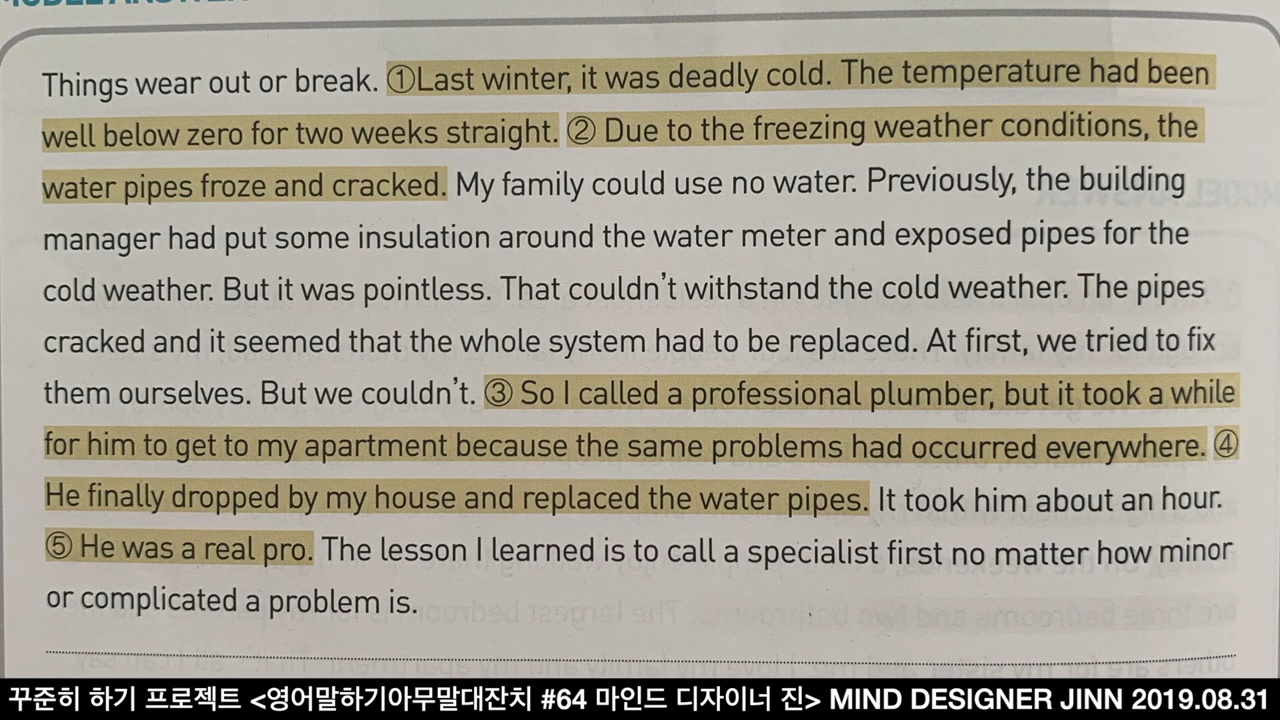 MODEL ANSWER
Things wear out or break. ①Last winter, it was deadly cold. The temperature had been
well below zero for two weeks straight. ② Due to the freezing weather conditions, the
water pipes froze and cracked. My family could use no water. Previously, the building
manager had put some insulation around the water meter and exposed pipes for the
cold weather. But it was pointless. That couldn't withstand the cold weather. The pipes
cracked and it seemed that the whole system had to be replaced. At first, we tried to fix
them ourselves. But we couldn't. ③ So I called a professional plumber, but it took a while
for him to get to my apartment because the same problems had occurred everywhere. ④
He finally dropped by my house and replaced the water pipes. It took him about an hour.
⑤ He was a real pro. The lesson I learned is to call a specialist first no matter how minor
or complicated a problem is.
꾸준히 하기 프로젝트 <영어말하기아무말대잔치 #64 마인드 디자이너 진> MIND DESIGNER JINN 2019.08.31